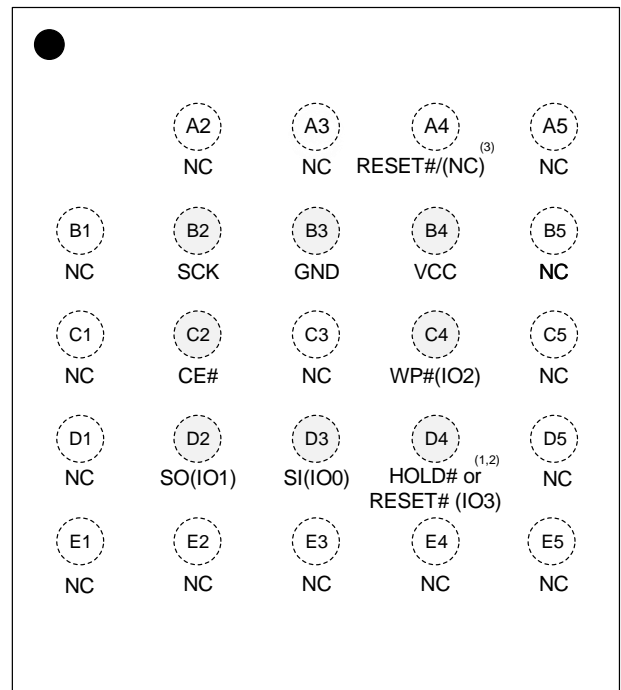 A2 A3 A4 A5
(3)
NC NC RESET#/(NC) NC
B1 B2 B3 B4 B5
NC SCK GND VCC NC
C1 C2 C3 C4 C5
NC CE# NC WP#(IO2) NC
D1 D2 D3 D4 D5
(1,2)
NC SO(IO1) SI(IO0) HOLD# or NC
RESET# (IO3)
E1 E2 E3 E4 E5
NC NC NC NC NC